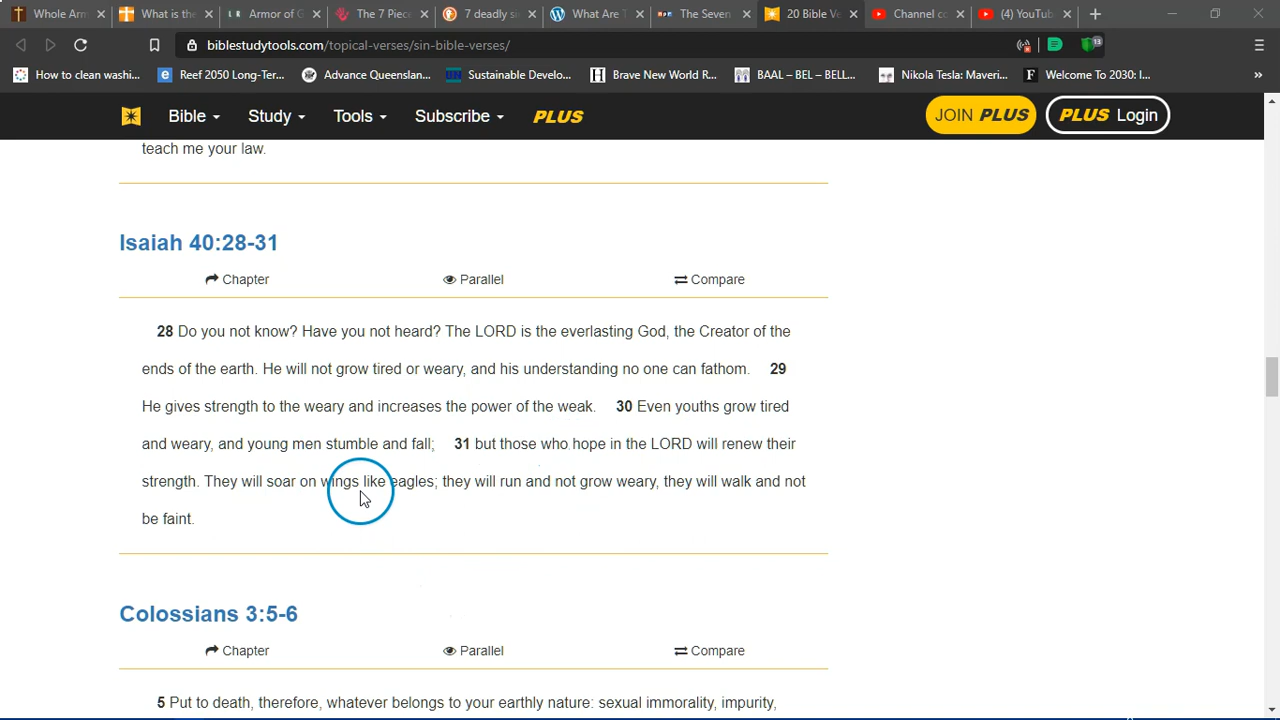 Whole Arm
What is the
Armor of G
The 7 Piece
7 deadly s
What Are T
The Seven
20 Bible Ve
Channel co
(4) YouTub
biblestudytools.com/topical-verses/sin-bible-verses/
13
How to clean washi...
Reef 2050 Long-Ter...
Advance Queenslan...
Sustainable Develo...
Brave New World R...
BAAL – BEL – BELL...
Nikola Tesla: Maveri...
Welcome To 2030: I...
»
Bible
Study
Tools
Subscribe
PLUS
JOIN PLUS
PLUS Login
teach me your law.
Isaiah 40:28-31
Chapter
Parallel
Compare
28 Do you not know? Have you not heard? The LORD is the everlasting God, the Creator of the
ends of the earth. He will not grow tired or weary, and his understanding no one can fathom. 29
He gives strength to the weary and increases the power of the weak. 30 Even youths grow tired
and weary, and young men stumble and fall; 31 but those who hope in the LORD will renew their
strength. They will soar on wings like eagles; they will run and not grow weary, they will walk and not
be faint.
Colossians 3:5-6
Chapter
Parallel
Compare
5 Put to death, therefore, whatever belongs to your earthly nature: sexual immorality, impurity,